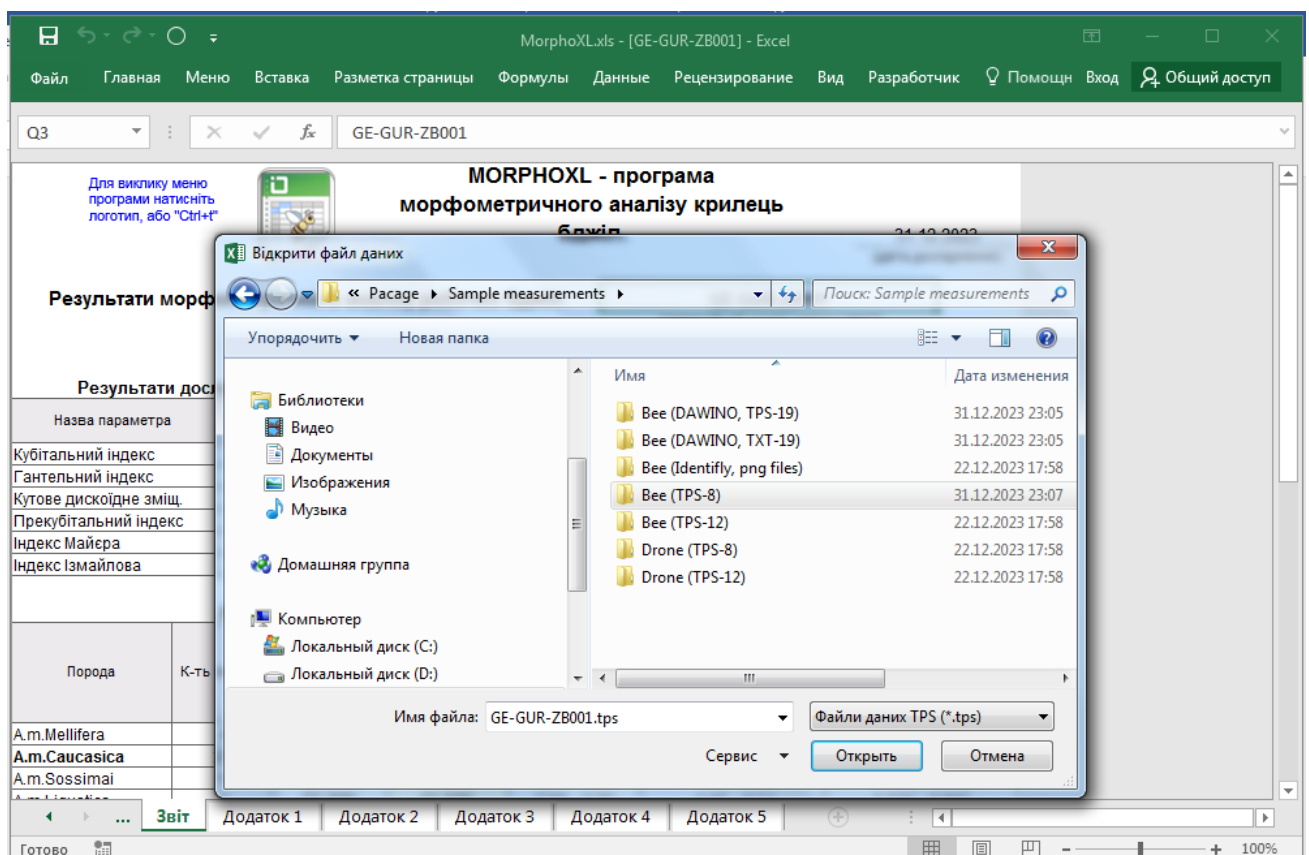 MorphoXL.xls - [GE-GUR-ZB001] - Excel
Файл Главная Меню Вставка Разметка страницы Формулы Данные Рецензирование Вид Разработчик Помощн Вход Общий доступ
Q3 fx GE-GUR-ZB001
Для виклику меню
програми натисніть
логотип, або "Ctrl+t"
MORPHOXL - програма
морфометричного аналізу крилець
бджіл
31.12.2023
Результати морф
Результати досл
Назва параметра
Кубітальний індекс
Гантельний індекс
Кутове дискоїдне зміщ.
Прекубітальний індекс
Індекс Майєра
Індекс Ізмайлова
Порода К-ть
A.m.Mellifera
A.m.Caucasica
A.m.Sossimai
A.m.Ligustica
Відкрити файл даних
« Pacage Sample measurements
Поиск: Sample measurements
Упорядочить Новая папка
Библиотеки
Видео
Документы
Изображения
Музыка
Домашняя группа
Компьютер
Локальный диск (C:)
Локальный диск (D:)
Имя Дата изменения
Bee (DAWINO, TPS-19) 31.12.2023 23:05
Bee (DAWINO, TXT-19) 31.12.2023 23:05
Bee (Identifly, png files) 22.12.2023 17:58
Bee (TPS-8) 31.12.2023 23:07
Bee (TPS-12) 22.12.2023 17:58
Drone (TPS-8) 22.12.2023 17:58
Drone (TPS-12) 22.12.2023 17:58
Имя файла: GE-GUR-ZB001.tps Файли даних TPS (*.tps)
Сервис Открыть Отмена
... Звіт Додаток 1 Додаток 2 Додаток 3 Додаток 4 Додаток 5
Готово 100%